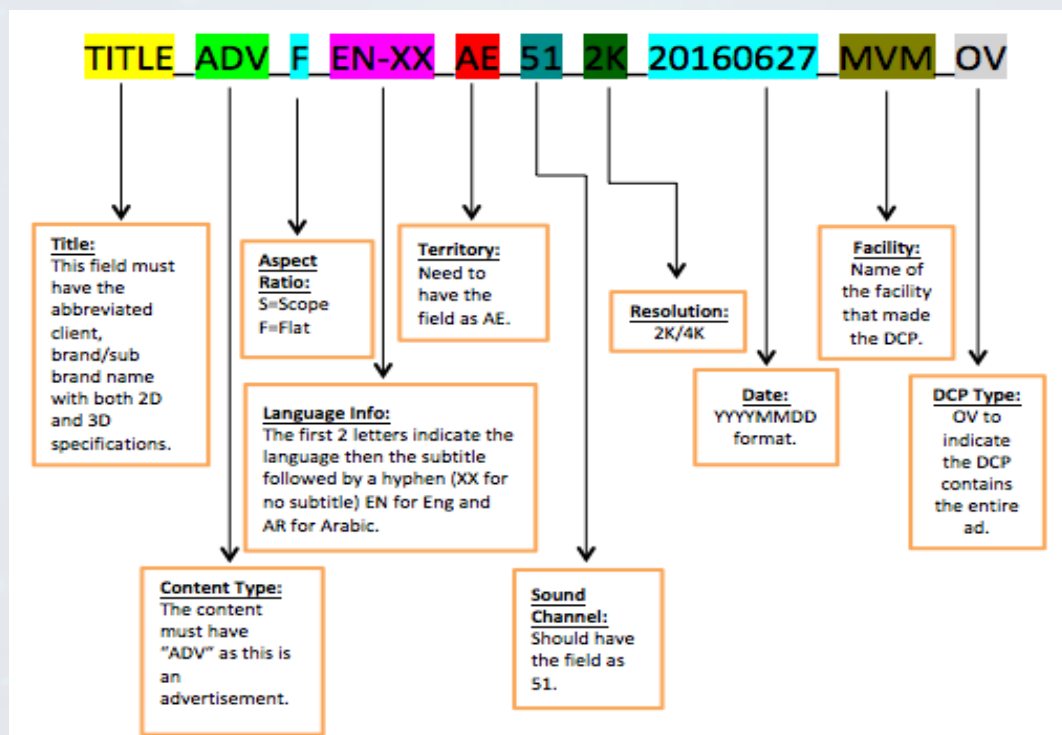 TITLE_ADV_F_EN-XX_AE_51_2K_20160627_MVM_OV
Title:
This field must
have the
abbreviated
client,
brand/sub
brand name
with both 2D
and 3D
specifications.
Aspect
Ratio:
S=Scope
F=Flat
Territory:
Need to
have the
field as AE.
Resolution:
2K/4K
Facility:
Name of
the facility
that made
the DCP.
Language Info:
The first 2 letters indicate the
language then the subtitle
followed by a hyphen (XX for
no subtitle) EN for Eng and
AR for Arabic.
Date:
YYYYMMDD
format.
DCP Type:
OV to
indicate
the DCP
contains
the entire
ad.
Content Type:
The content
must have
"ADV" as this is
an
advertisement.
Sound
Channel:
Should have
the field as
51.